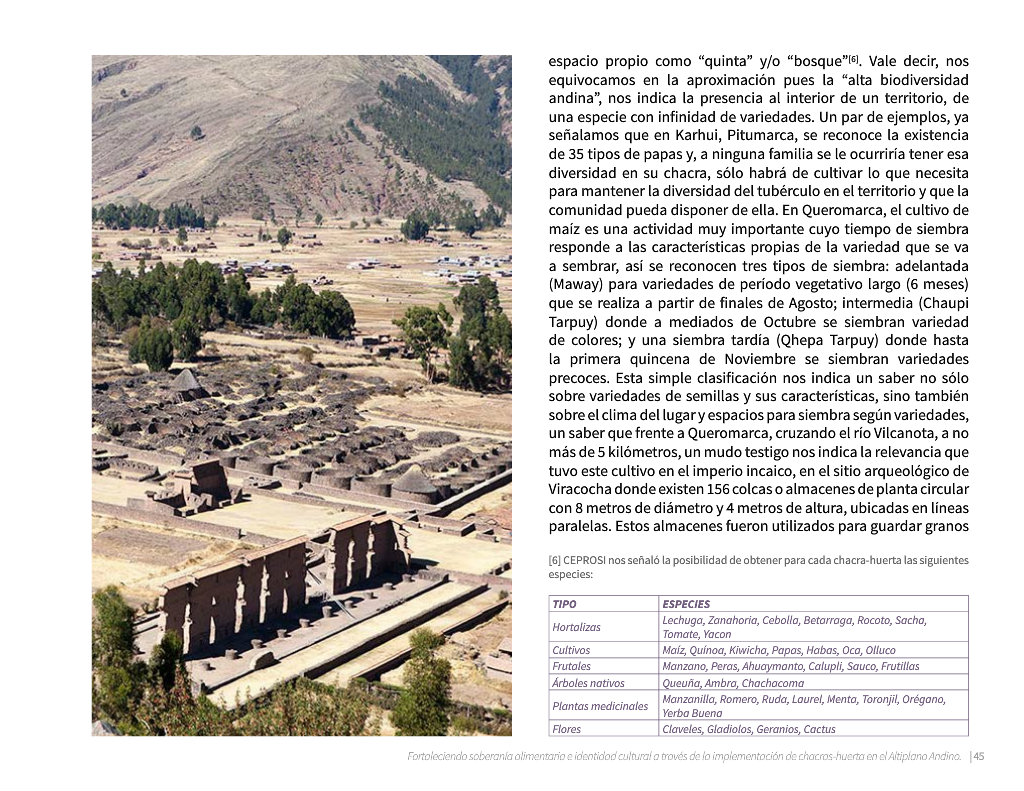 espacio propio como “quinta” y/o “bosque”[6]. Vale decir, nos
equivocamos en la aproximación pues la “alta biodiversidad
andina”, nos indica la presencia al interior de un territorio, de
una especie con infinidad de variedades. Un par de ejemplos, ya
señalamos que en Karhui, Pitumarca, se reconoce la existencia
de 35 tipos de papas y, a ninguna familia se le ocurriría tener esa
diversidad en su chacra, sólo habrá de cultivar lo que necesita
para mantener la diversidad del tubérculo en el territorio y que la
comunidad pueda disponer de ella. En Queromarca, el cultivo de
maíz es una actividad muy importante cuyo tiempo de siembra
responde a las características propias de la variedad que se va
a sembrar, así se reconocen tres tipos de siembra: adelantada
(Maway) para variedades de período vegetativo largo (6 meses)
que se realiza a partir de finales de Agosto; intermedia (Chaupi
Tarpuy) donde a mediados de Octubre se siembran variedad
de colores; y una siembra tardía (Qhepa Tarpuy) donde hasta
la primera quincena de Noviembre se siembran variedades
precoces. Esta simple clasificación nos indica un saber no sólo
sobre variedades de semillas y sus características, sino también
sobre el clima del lugar y espacios para siembra según variedades,
un saber que frente a Queromarca, cruzando el río Vilcanota, a no
más de 5 kilómetros, un mudo testigo nos indica la relevancia que
tuvo este cultivo en el imperio incaico, en el sitio arqueológico de
Viracocha donde existen 156 colcas o almacenes de planta circular
con 8 metros de diámetro y 4 metros de altura, ubicadas en líneas
paralelas. Estos almacenes fueron utilizados para guardar granos
[6] CEPROSI nos señaló la posibilidad de obtener para cada chacra-huerta las siguientes
especies:
TIPO ESPECIES
Hortalizas Lechuga, Zanahoria, Cebolla, Betarraga, Rocoto, Sacha,
Tomate, Yacon
Cultivos Maíz, Quínoa, Kiwicha, Papas, Habas, Oca, Olluco
Frutales Manzano, Peras, Ahuaymanto, Calupli, Sauco, Frutillas
Árboles nativos Queuña, Ambra, Chachacoma
Plantas medicinales Manzanilla, Romero, Ruda, Laurel, Menta, Toronjil, Orégano,
Yerba Buena
Flores Claveles, Gladiolos, Geranios, Cactus
Fortaleciendo soberanía alimentaria e identidad cultural a través de la implementación de chacras-huerta en el Altiplano Andino. | 45